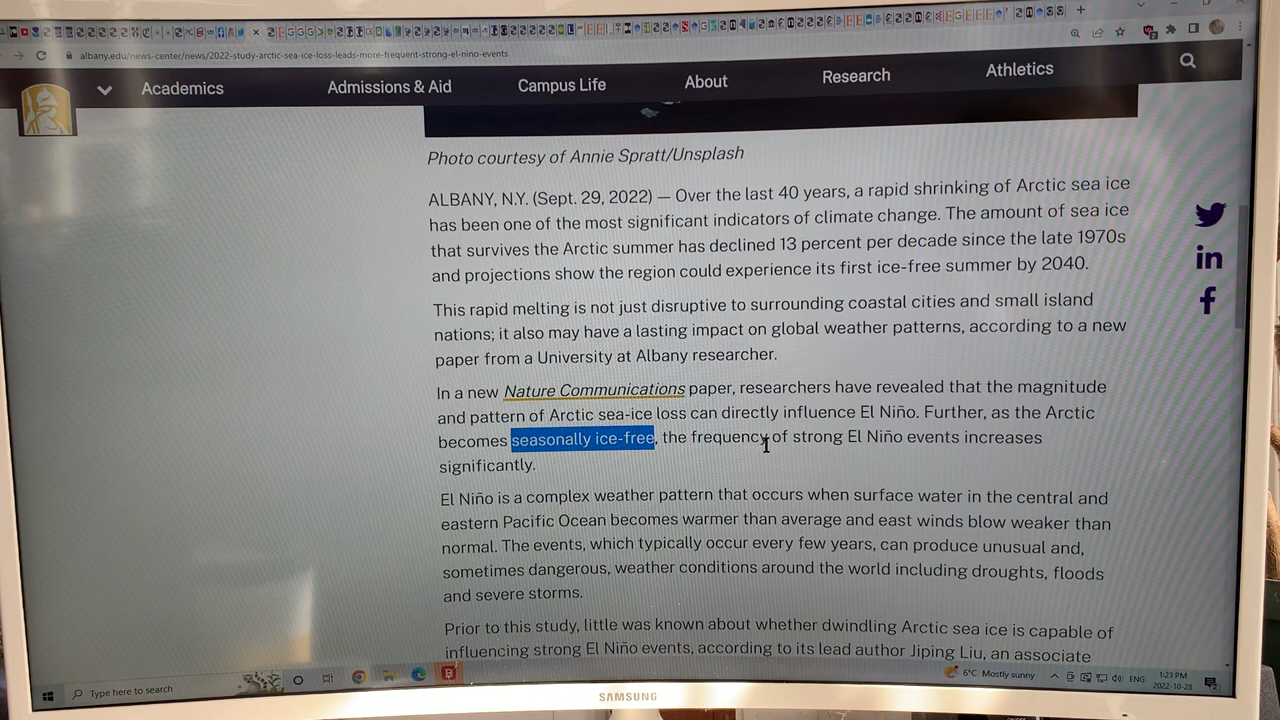 albany.edu/news-center/news/2022-study-arctic-sea-ice-loss-leads-more-frequent-strong-el-nino-events
Academics Admissions & Aid Campus Life About Research Athletics
Photo courtesy of Annie Spratt/Unsplash
ALBANY, N.Y. (Sept. 29, 2022) — Over the last 40 years, a rapid shrinking of Arctic sea ice
has been one of the most significant indicators of climate change. The amount of sea ice
that survives the Arctic summer has declined 13 percent per decade since the late 1970s
and projections show the region could experience its first ice-free summer by 2040.
This rapid melting is not just disruptive to surrounding coastal cities and small island
nations; it also may have a lasting impact on global weather patterns, according to a new
paper from a University at Albany researcher.
In a new Nature Communications paper, researchers have revealed that the magnitude
and pattern of Arctic sea-ice loss can directly influence El Niño. Further, as the Arctic
becomes seasonally ice-free, the frequency of strong El Niño events increases
significantly.
El Niño is a complex weather pattern that occurs when surface water in the central and
eastern Pacific Ocean becomes warmer than average and east winds blow weaker than
normal. The events, which typically occur every few years, can produce unusual and,
sometimes dangerous, weather conditions around the world including droughts, floods
and severe storms.
Prior to this study, little was known about whether dwindling Arctic sea ice is capable of
influencing strong El Niño events, according to its lead author Jiping Liu, an associate
Type here to search
6°C Mostly sunny
ENG
1:23 PM
2022-10-28
SAMSUNG